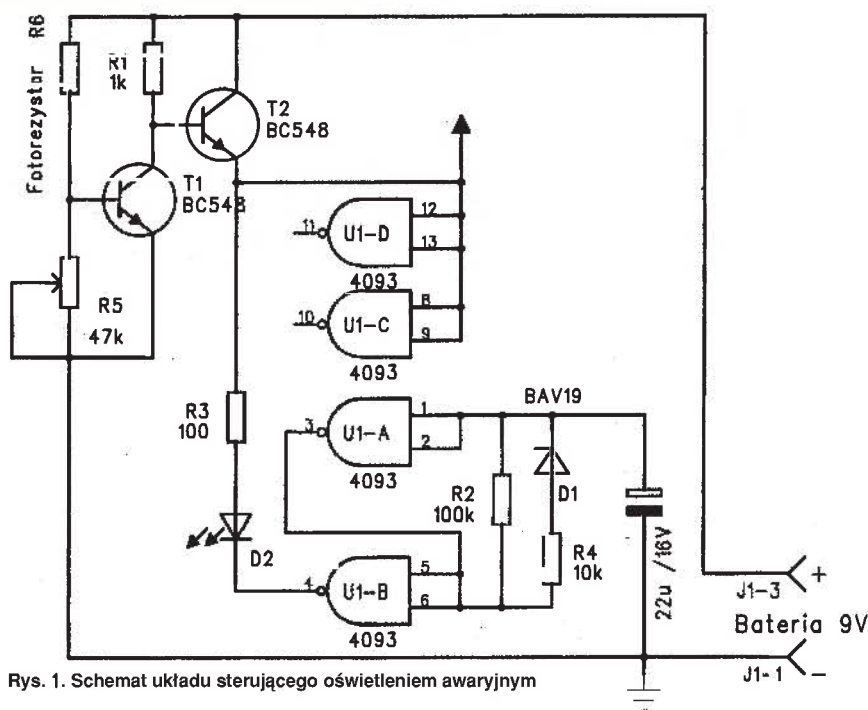 Fotorezystor R6
R1
1k
T2
BC548
T1
BC548
R5
47k
11
U1-D
12
13
4093
10
U1-C
8
9
4093
R3
100
3
U1-A
1
2
4093
BAV19
R2
100k
D1
R4
10k
22u /16V
D2
4
U1-B
5
6
4093
J1-3
+
Bateria 9V
J1-1
-
Rys. 1. Schemat układu sterującego oświetleniem awaryjnym